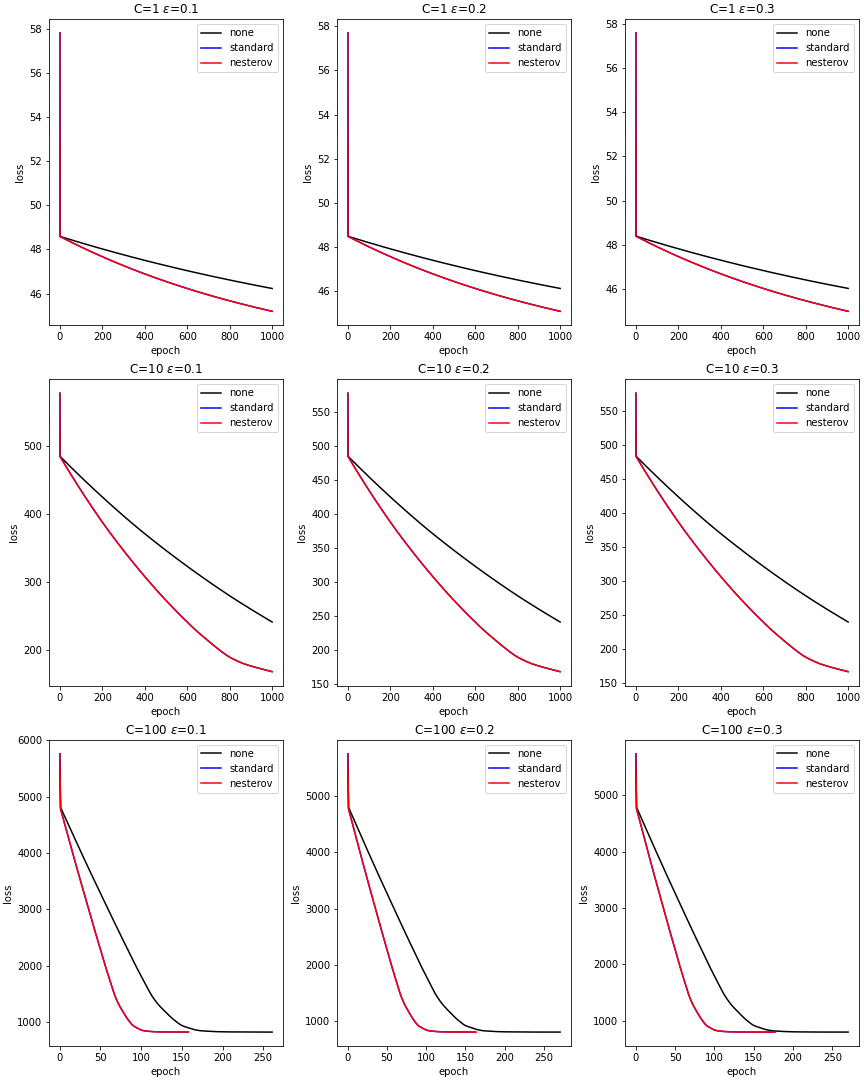 C=1 ε=0.1
58
56
54
52
50
48
46
loss
0 200 400 600 800 1000
epoch
none
standard
nesterov
C=1 ε=0.2
58
56
54
52
50
48
46
loss
0 200 400 600 800 1000
epoch
none
standard
nesterov
C=1 ε=0.3
58
56
54
52
50
48
46
loss
0 200 400 600 800 1000
epoch
none
standard
nesterov
C=10 ε=0.1
500
400
300
200
loss
0 200 400 600 800 1000
epoch
none
standard
nesterov
C=10 ε=0.2
550
500
450
400
350
300
250
200
150
loss
0 200 400 600 800 1000
epoch
none
standard
nesterov
C=10 ε=0.3
550
500
450
400
350
300
250
200
150
loss
0 200 400 600 800 1000
epoch
none
standard
nesterov
C=100 ε=0.1
6000
5000
4000
3000
2000
1000
loss
0 50 100 150 200 250
epoch
none
standard
nesterov
C=100 ε=0.2
5000
4000
3000
2000
1000
loss
0 50 100 150 200 250
epoch
none
standard
nesterov
C=100 ε=0.3
5000
4000
3000
2000
1000
loss
0 50 100 150 200 250
epoch
none
standard
nesterov